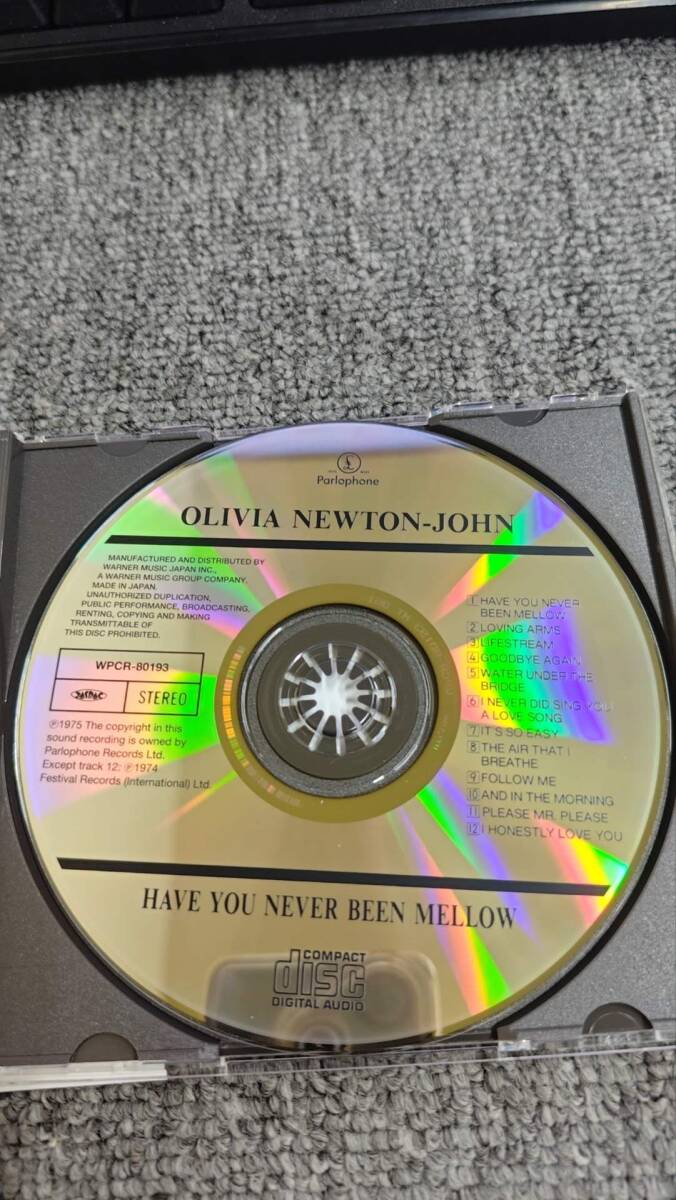 Parlophone
OLIVIA NEWTON-JOHN
MANUFACTURED AND DISTRIBUTED BY
WARNER MUSIC JAPAN INC.,
A WARNER MUSIC GROUP COMPANY.
MADE IN JAPAN.
UNAUTHORIZED DUPLICATION,
PUBLIC PERFORMANCE, BROADCASTING,
RENTING, COPYING AND MAKING
TRANSMITTABLE OF
THIS DISC PROHIBITED.
WPCR-80193
STEREO
℗1975 The copyright in this
sound recording is owned by
Parlophone Records Ltd.
Except track 12: ℗1974
Festival Records (International) Ltd.
1 HAVE YOU NEVER
BEEN MELLOW
2 LOVING ARMS
3 LIFESTREAM
4 GOODBYE AGAIN
5 WATER UNDER THE
BRIDGE
6 I NEVER DID SING YOU
A LOVE SONG
7 IT'S SO EASY
8 THE AIR THAT I
BREATHE
9 FOLLOW ME
10 AND IN THE MORNING
11 PLEASE MR. PLEASE
12 I HONESTLY LOVE YOU
HAVE YOU NEVER BEEN MELLOW
COMPACT
disc
DIGITAL AUDIO